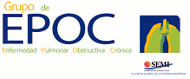 Grupo de
EPOC
Enfermedad Pulmonar Obstructiva Crónica
SEMI